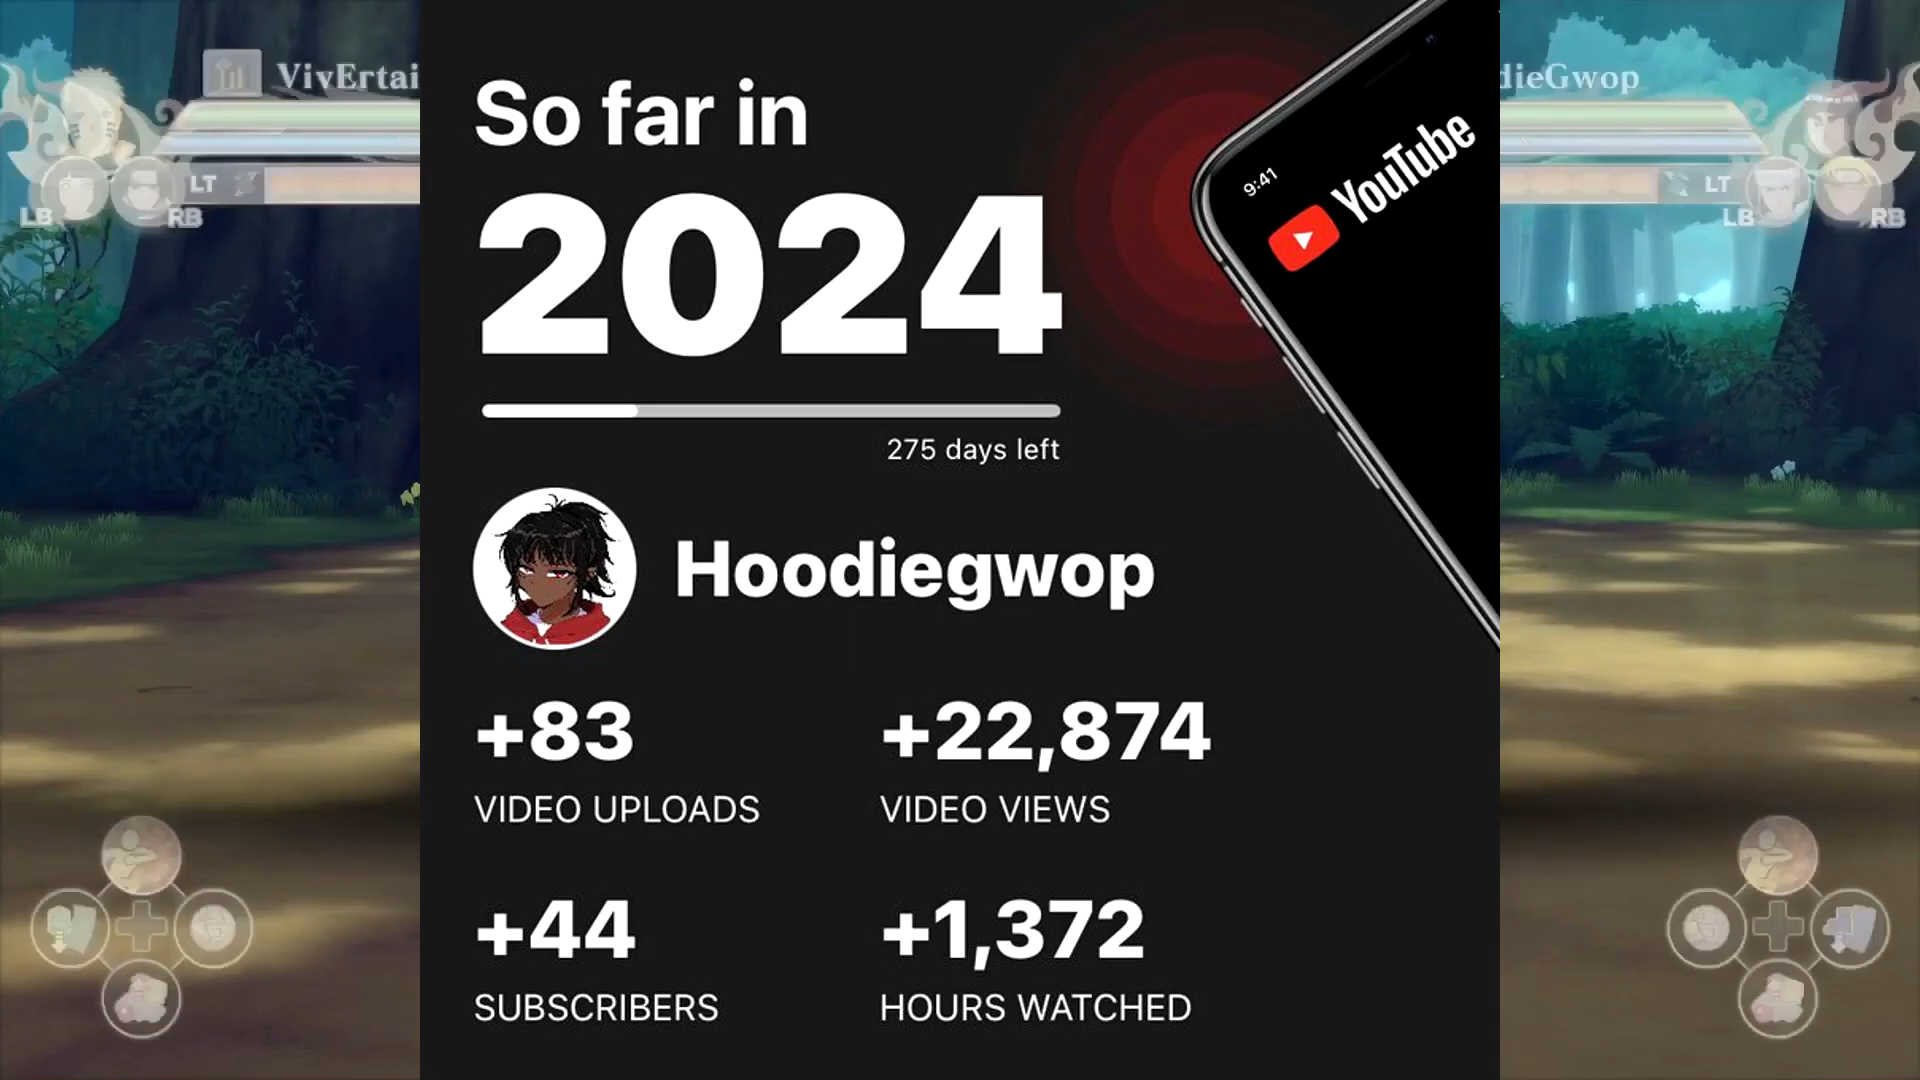 VivErtai
dieGwop
LT
LB
RB
LT
LB
RB
So far in
2024
275 days left
9:41
YouTube
Hoodiegwop
+83
VIDEO UPLOADS
+22,874
VIDEO VIEWS
+44
SUBSCRIBERS
+1,372
HOURS WATCHED